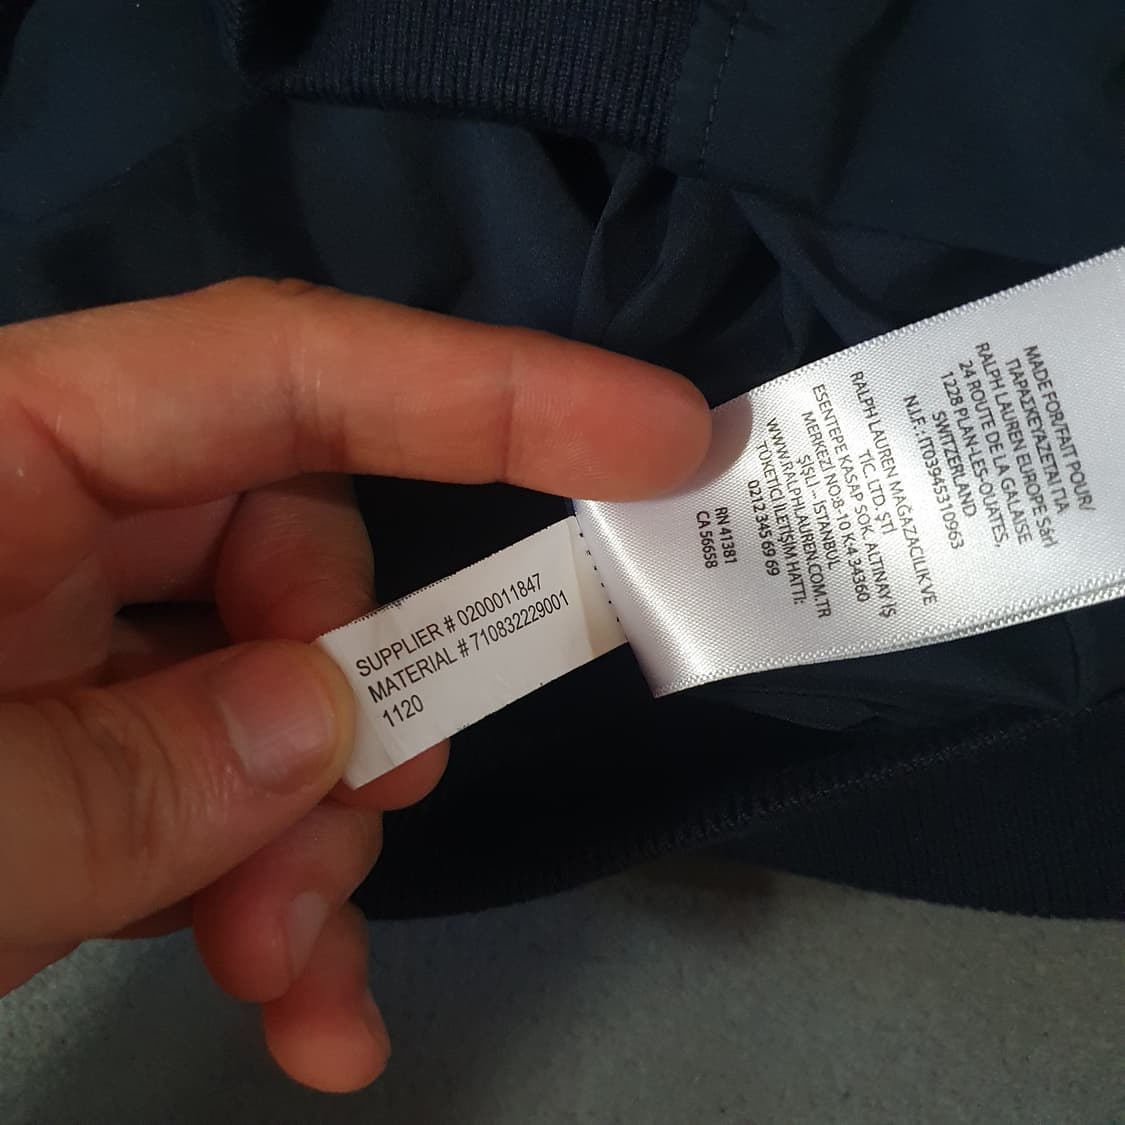 SUPPLIER # 0200011847
MATERIAL # 710832229001
1120
MADE FOR/FAIT POUR/
ΠΑΡΑΣΚΕΥΑΖΕΤΑΙ ΓΙΑ
RALPH LAUREN EUROPE Sàrl
24 ROUTE DE LA GALAISE
1228 PLAN-LES-OUATES,
SWITZERLAND
N.I.F.:IT03945310963
RALPH LAUREN MAĞAZACILIK VE
TİC. LTD. ŞTİ
ESENTEPE KASAP SOK. ALTINAY İŞ
MERKEZİ NO:8-10 K:4 34360
ŞİŞLİ – ISTANBUL
WWW.RALPHLAUREN.COM.TR
TÜKETİCİ İLETİŞİM HATTI:
0212 345 69 69
RN 41381
CA 56658